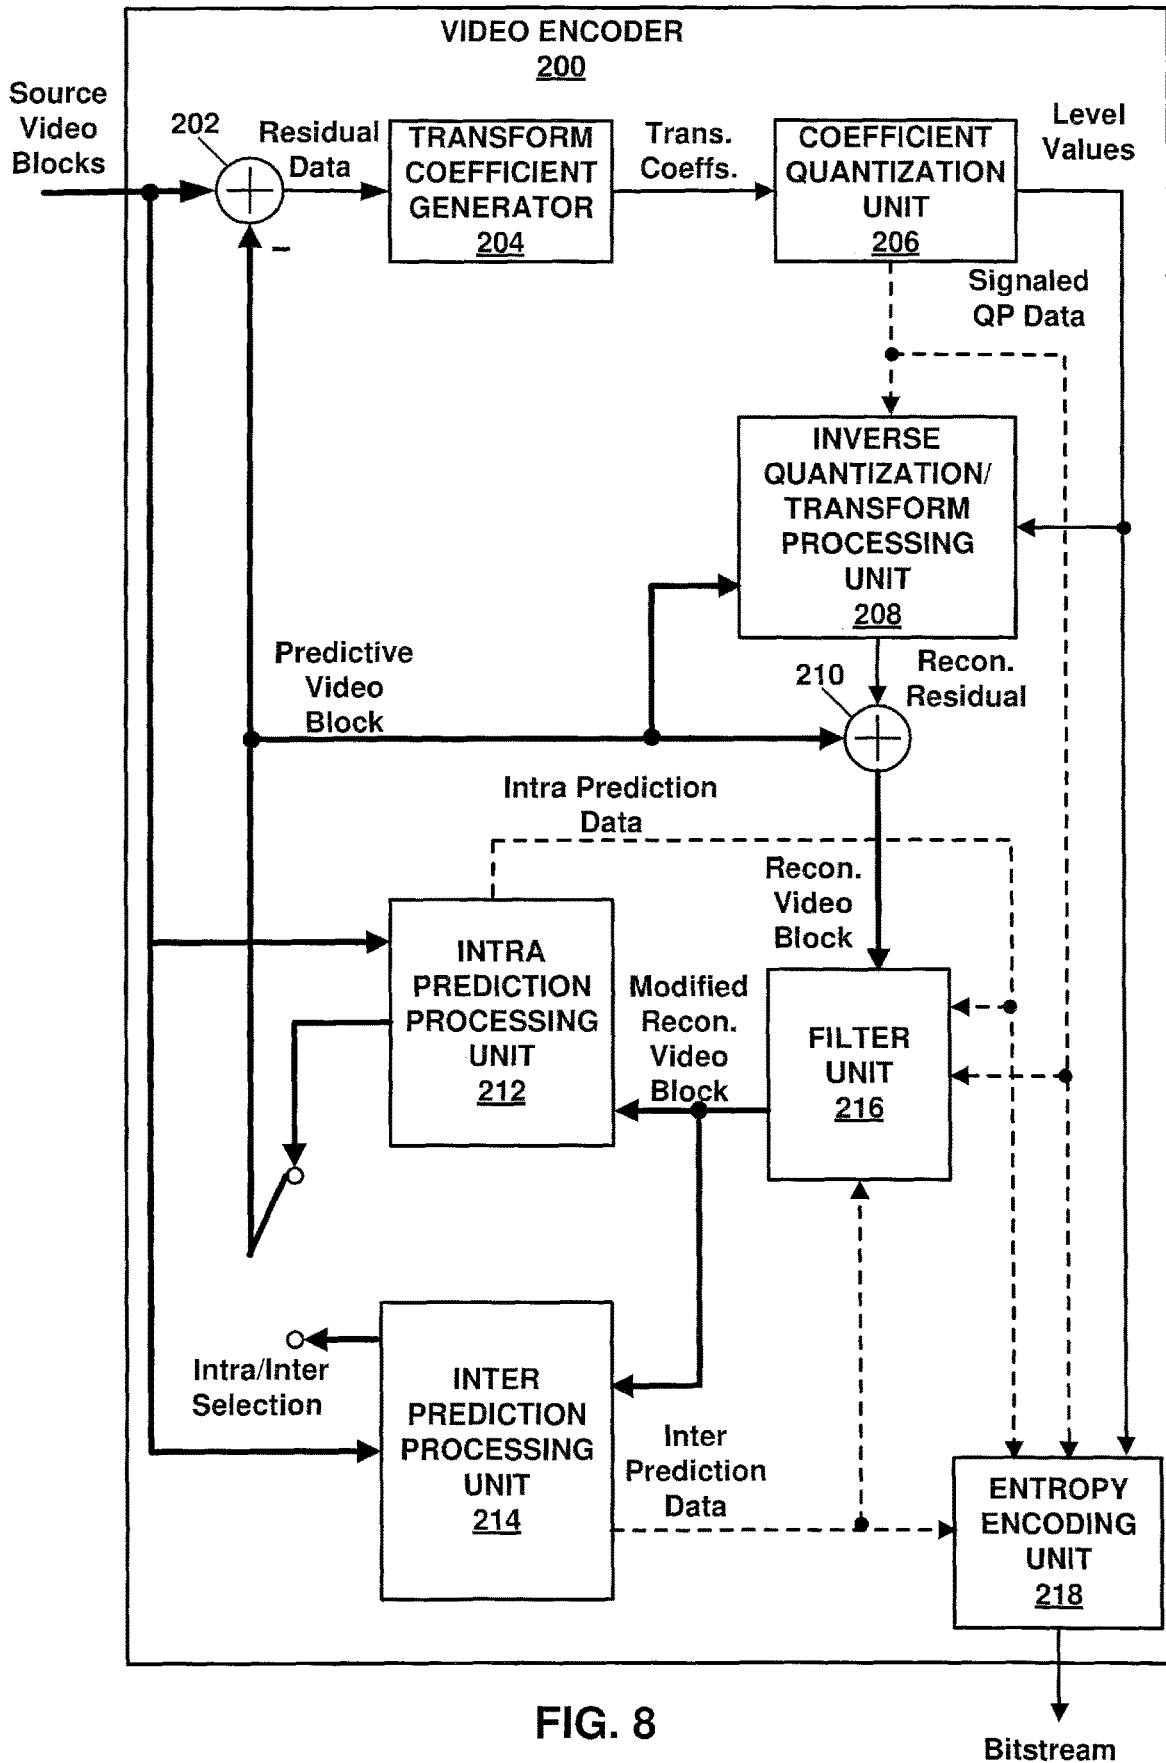 VIDEO ENCODER
200
Source
Video
Blocks
202
Residual
Data
TRANSFORM
COEFFICIENT
GENERATOR
204
Trans.
Coeffs.
COEFFICIENT
QUANTIZATION
UNIT
206
Level
Values
–
Signaled
QP Data
INVERSE
QUANTIZATION/
TRANSFORM
PROCESSING
UNIT
208
Predictive
Video
Block
210
Recon.
Residual
Intra Prediction
Data
Recon.
Video
Block
INTRA
PREDICTION
PROCESSING
UNIT
212
Modified
Recon.
Video
Block
FILTER
UNIT
216
Intra/Inter
Selection
INTER
PREDICTION
PROCESSING
UNIT
214
Inter
Prediction
Data
ENTROPY
ENCODING
UNIT
218
FIG. 8
Bitstream